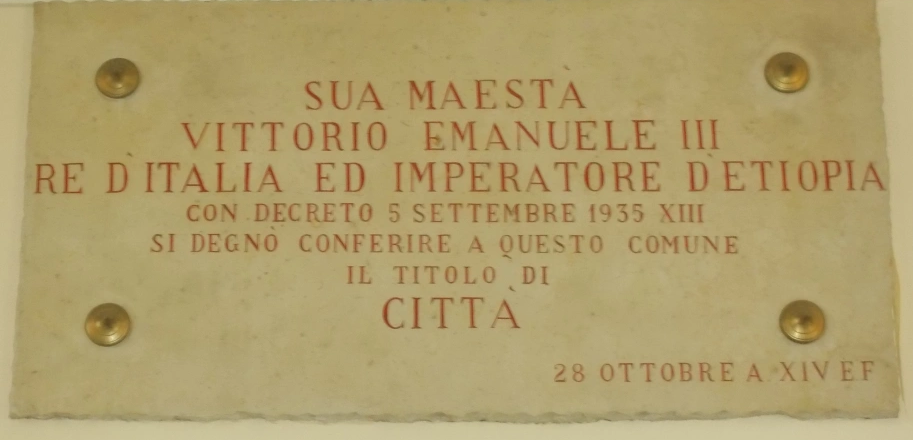 SUA MAESTÀ
VITTORIO EMANUELE III
RE D'ITALIA ED IMPERATORE D'ETIOPIA
CON DECRETO 5 SETTEMBRE 1935 XIII
SI DEGNÒ CONFERIRE A QUESTO COMUNE
IL TITOLO DI
CITTÀ
28 OTTOBRE A. XIV E F